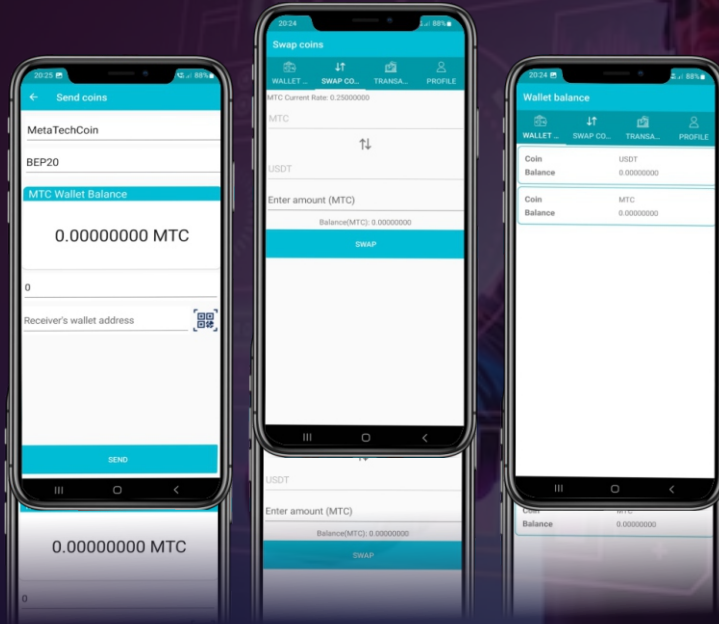 20:25
88%
Send coins
MetaTechCoin
BEP20
MTC Wallet Balance
0.00000000 MTC
0
Receiver's wallet address
SEND
0.00000000 MTC
0
20:24
88%
Swap coins
WALLET ... SWAP CO... TRANSA... PROFILE
MTC Current Rate: 0.25000000
MTC
USDT
Enter amount (MTC)
Balance(MTC): 0.00000000
SWAP
USDT
Enter amount (MTC)
Balance(MTC): 0.00000000
SWAP
20:24
88%
Wallet balance
WALLET ... SWAP CO... TRANSA... PROFILE
Coin USDT
Balance 0.00000000
Coin MTC
Balance 0.00000000
Coin MTC
Balance 0.00000000